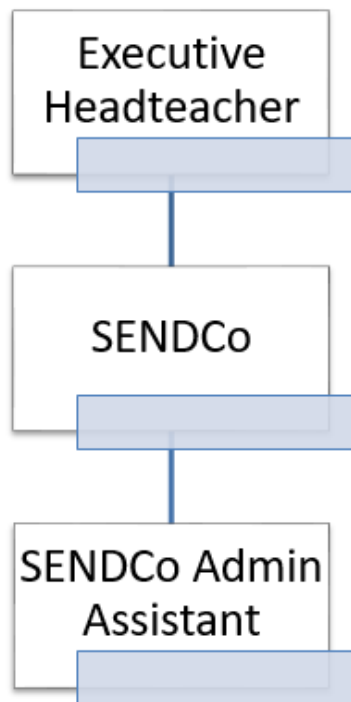 Executive
Headteacher
SENDCo
SENDCo Admin
Assistant